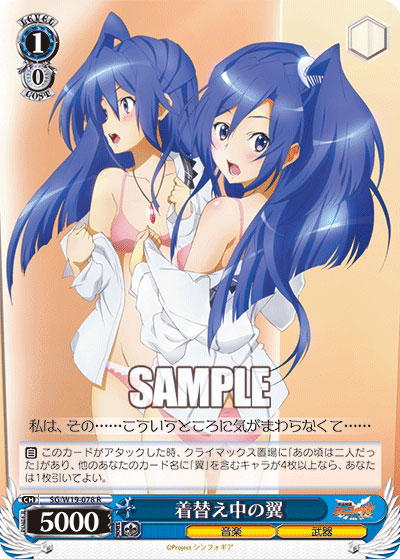 LEVEL
1
0
COST
SAMPLE
私は、その……こういうところに気がまわらなくて……
自 このカードがアタックした時、クライマックス置場に「あの頃は二人だっ
た」があり、他のあなたのカード名に「翼」を含むキャラが4枚以上なら、あなた
は1枚引いてよい。
CH SG/W19-078 R
5000
着替え中の翼
音楽 武器
©Project シンフォギア